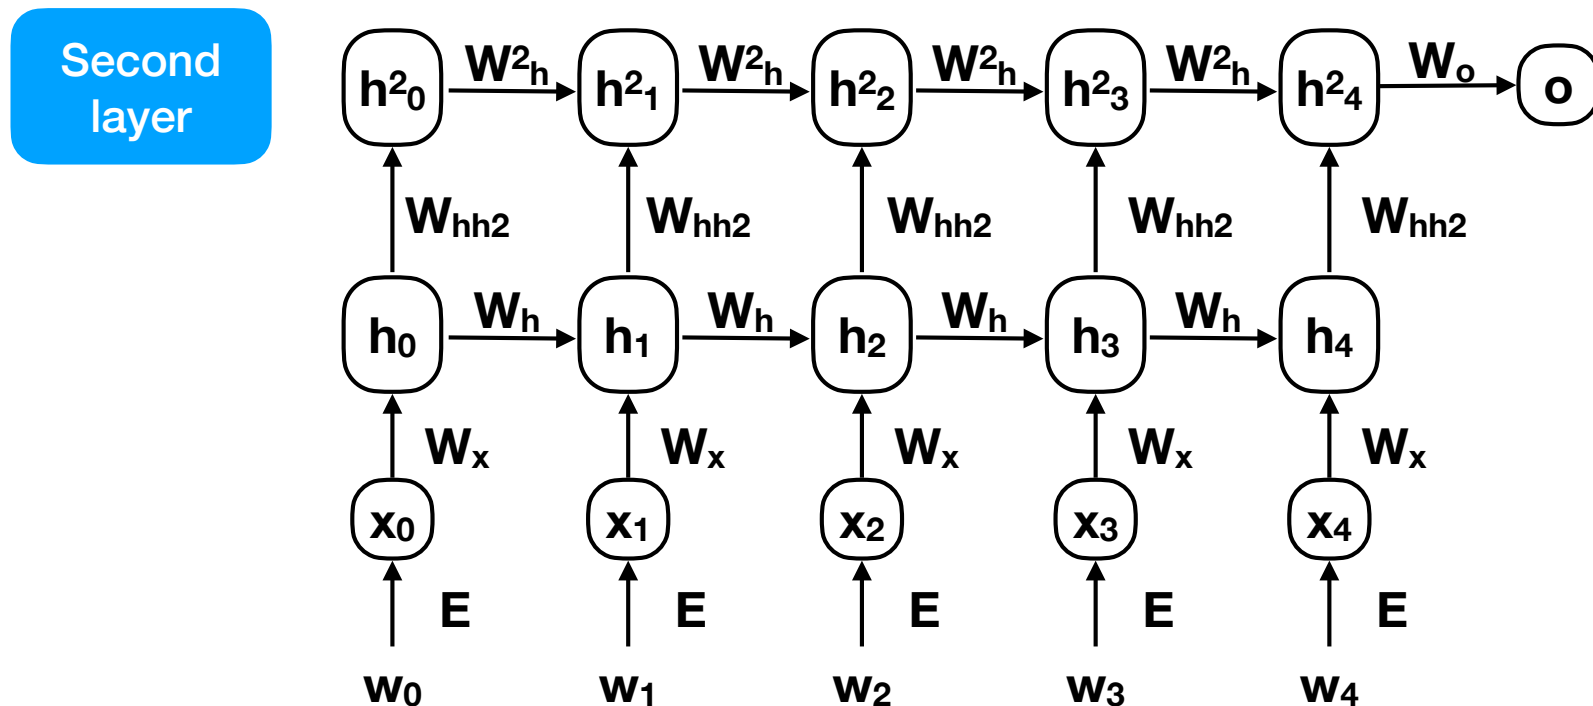 Second
layer
h²₀ W²ₕ h²₁ W²ₕ h²₂ W²ₕ h²₃ W²ₕ h²₄ Wₒ o
Wₕₕ₂ Wₕₕ₂ Wₕₕ₂ Wₕₕ₂ Wₕₕ₂
h₀ Wₕ h₁ Wₕ h₂ Wₕ h₃ Wₕ h₄
Wₓ Wₓ Wₓ Wₓ Wₓ
x₀ x₁ x₂ x₃ x₄
E E E E E
w₀ w₁ w₂ w₃ w₄